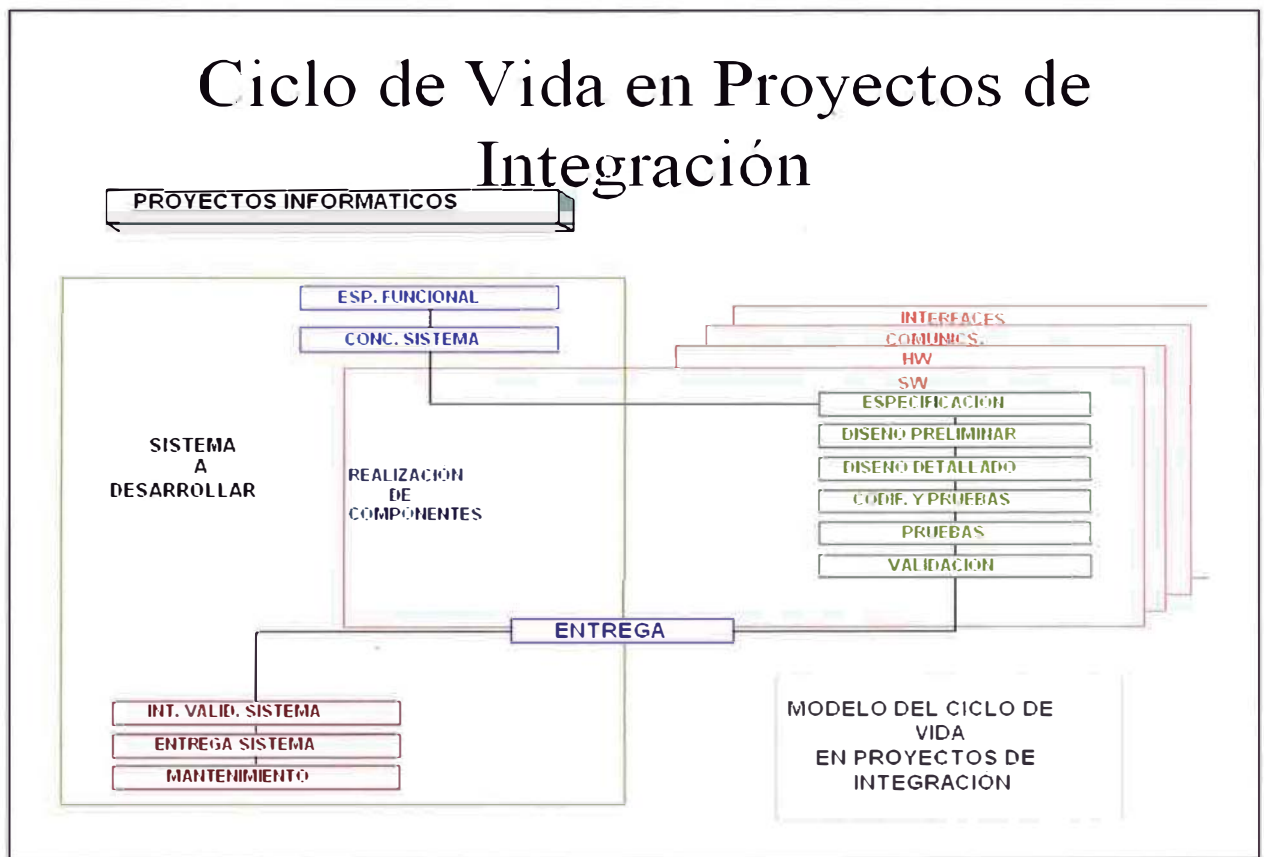 Ciclo de Vida en Proyectos de
Integración
PROYECTOS INFORMATICOS
ESP. FUNCIONAL
CONC. SISTEMA
INTERFACES
COMUNICS.
HW
SW
ESPECIFICACION
DISENO PRELIMINAR
DISENO DETALLADO
CODIF. Y PRUEBAS
PRUEBAS
VALIDACION
SISTEMA
A
DESARROLLAR
REALIZACION
DE
COMPONENTES
ENTREGA
INT. VALID. SISTEMA
ENTREGA SISTEMA
MANTENIMIENTO
MODELO DEL CICLO DE
VIDA
EN PROYECTOS DE
INTEGRACIÓN